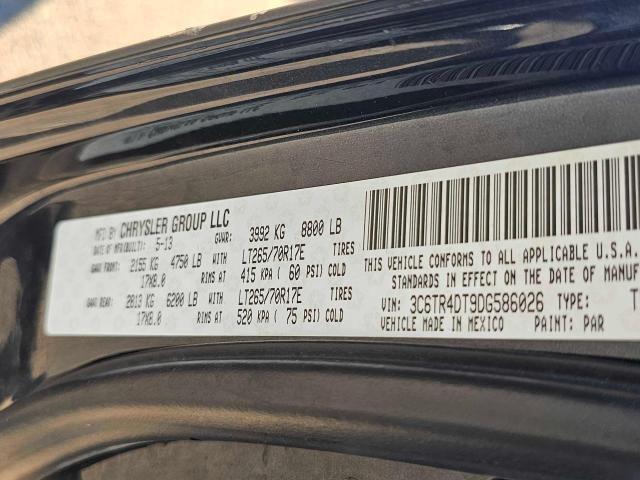 MFD BY CHRYSLER GROUP LLC
DATE OF MFR(BUILT): 5-13 GVWR: 3992 KG 8800 LB
GAWR FRONT: 2155 KG 4750 LB WITH LT265/70R17E TIRES
17X8.0 RIMS AT 415 KPA ( 60 PSI) COLD
GAWR REAR: 2813 KG 6200 LB WITH LT265/70R17E TIRES
17X8.0 RIMS AT 520 KPA ( 75 PSI) COLD
THIS VEHICLE CONFORMS TO ALL APPLICABLE U.S.A.
STANDARDS IN EFFECT ON THE DATE OF MANUF
VIN: 3C6TR4DT9DG586026 TYPE: T
VEHICLE MADE IN MEXICO PAINT: PAR